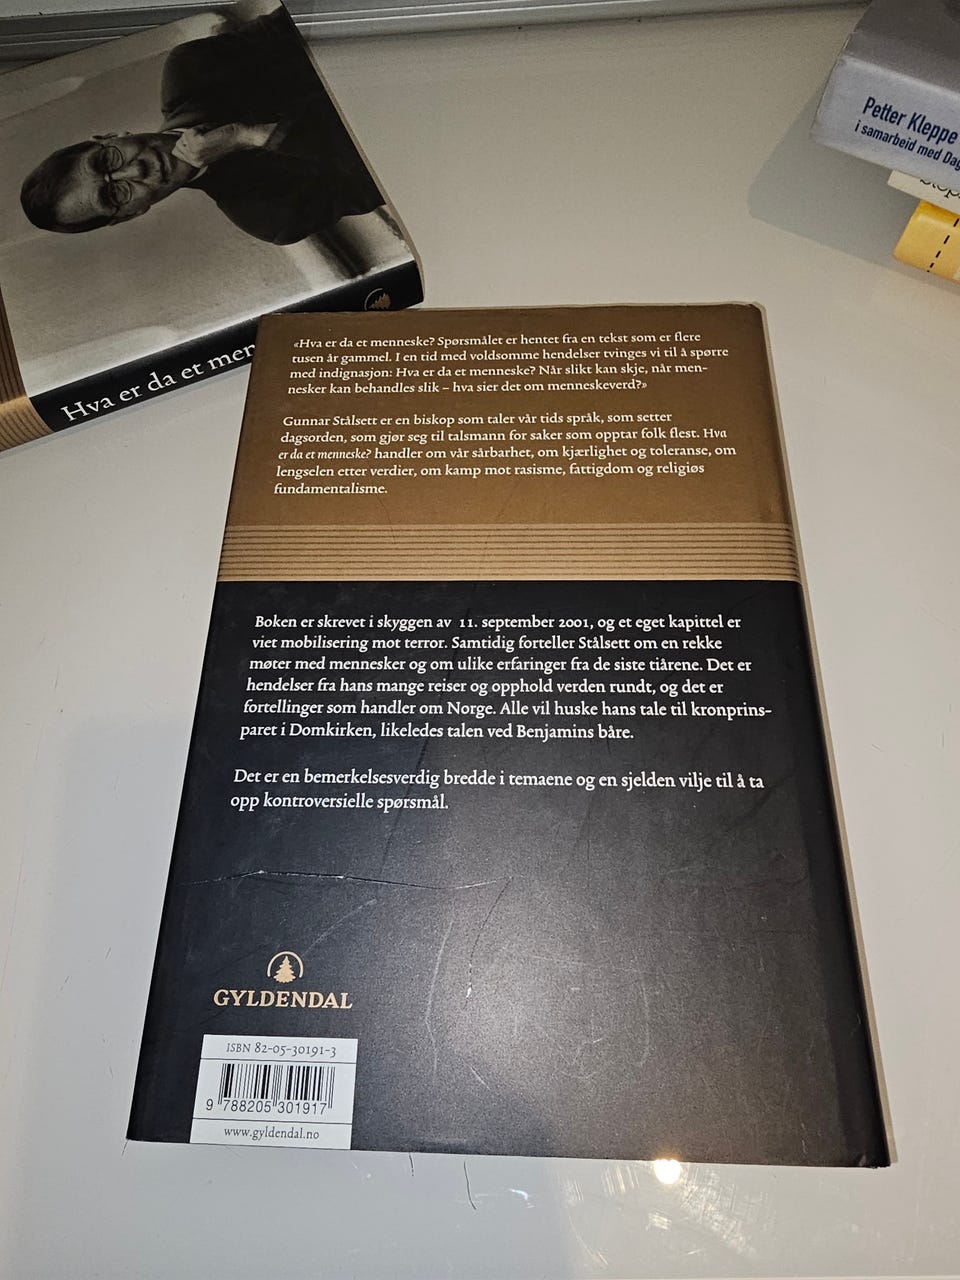 Petter Kleppe
i samarbeid med Dag
Hva er da et men
«Hva er da et menneske? Spørsmålet er hentet fra en tekst som er flere
tusen år gammel. I en tid med voldsomme hendelser tvinges vi til å spørre
med indignasjon: Hva er da et menneske? Når slikt kan skje, når men-
nesker kan behandles slik – hva sier det om menneskeverd?»
Gunnar Stålsett er en biskop som taler vår tids språk, som setter
dagsorden, som gjør seg til talsmann for saker som opptar folk flest. Hva
er da et menneske? handler om vår sårbarhet, om kjærlighet og toleranse, om
lengselen etter verdier, om kamp mot rasisme, fattigdom og religiøs
fundamentalisme.
Boken er skrevet i skyggen av 11. september 2001, og et eget kapittel er
viet mobilisering mot terror. Samtidig forteller Stålsett om en rekke
møter med mennesker og om ulike erfaringer fra de siste tiårene. Det er
hendelser fra hans mange reiser og opphold verden rundt, og det er
fortellinger som handler om Norge. Alle vil huske hans tale til kronprins-
paret i Domkirken, likeledes talen ved Benjamins båre.
Det er en bemerkelsesverdig bredde i temaene og en sjelden vilje til å ta
opp kontroversielle spørsmål.
GYLDENDAL
ISBN 82-05-30191-3
9 788205 301917
www.gyldendal.no